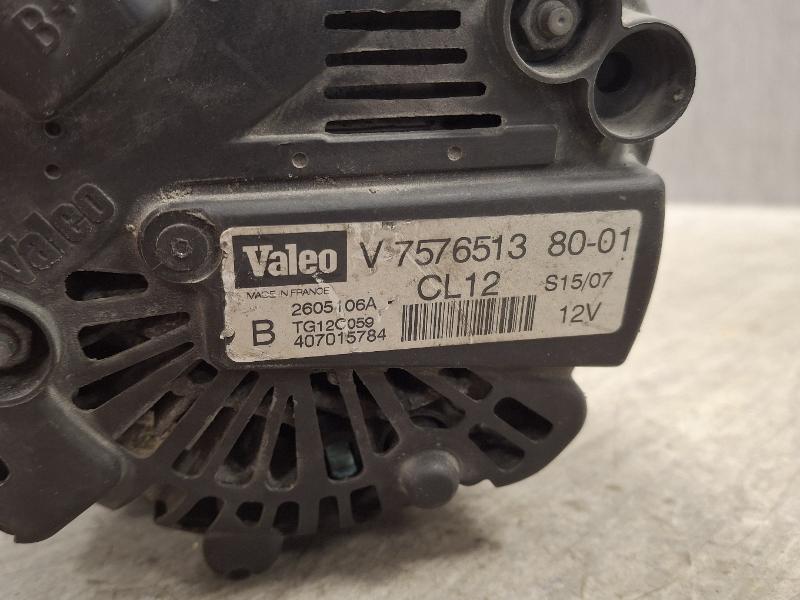 B+
Valeo
Valeo V 7576513 80-01
MADE IN FRANCE CL12 S15/07
2605106A
B TG12C059 12V
407015784